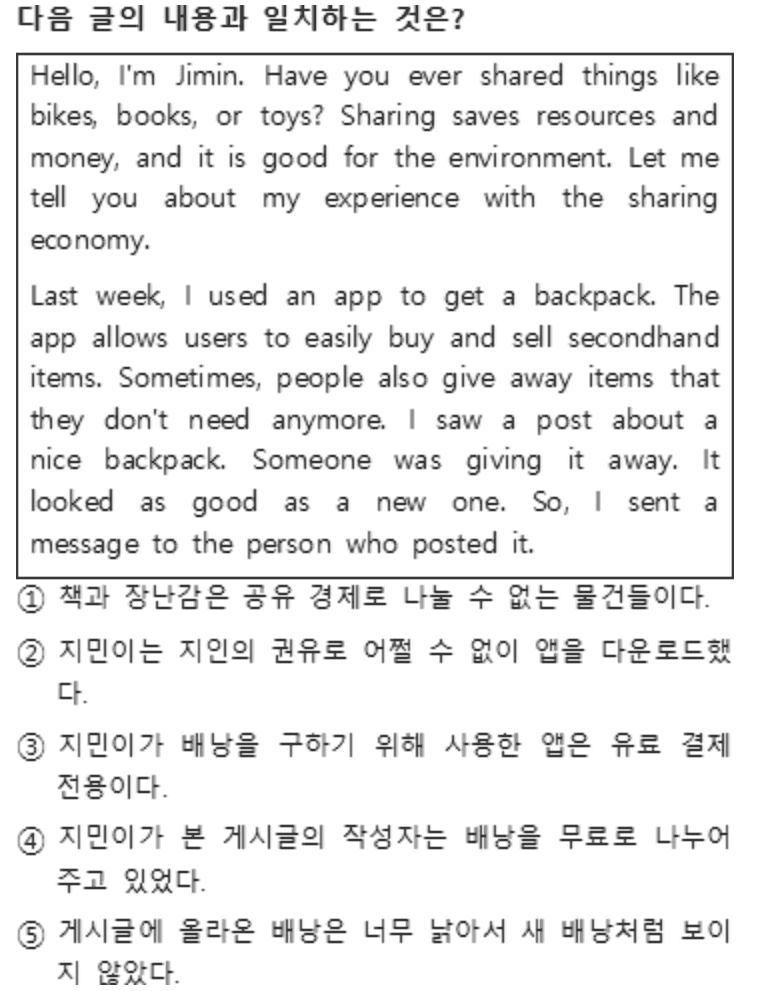 다음 글의 내용과 일치하는 것은?
Hello, I'm Jimin. Have you ever shared things like
bikes, books, or toys? Sharing saves resources and
money, and it is good for the environment. Let me
tell you about my experience with the sharing
economy.
Last week, I used an app to get a backpack. The
app allows users to easily buy and sell secondhand
items. Sometimes, people also give away items that
they don't need anymore. I saw a post about a
nice backpack. Someone was giving it away. It
looked as good as a new one. So, I sent a
message to the person who posted it.
① 책과 장난감은 공유 경제로 나눌 수 없는 물건들이다.
② 지민이는 지인의 권유로 어쩔 수 없이 앱을 다운로드했
다.
③ 지민이가 배낭을 구하기 위해 사용한 앱은 유료 결제
전용이다.
④ 지민이가 본 게시글의 작성자는 배낭을 무료로 나누어
주고 있었다.
⑤ 게시글에 올라온 배낭은 너무 낡아서 새 배낭처럼 보이
지 않았다.